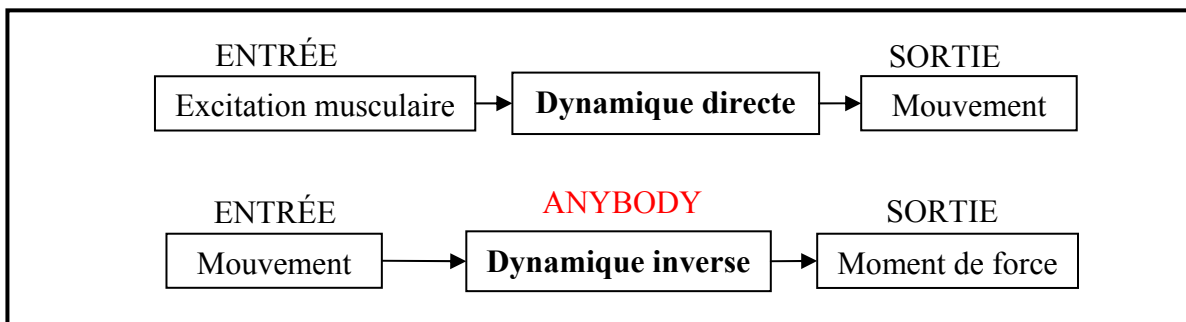 ENTRÉE SORTIE
Excitation musculaire Dynamique directe Mouvement
ANYBODY
ENTRÉE SORTIE
Mouvement Dynamique inverse Moment de force